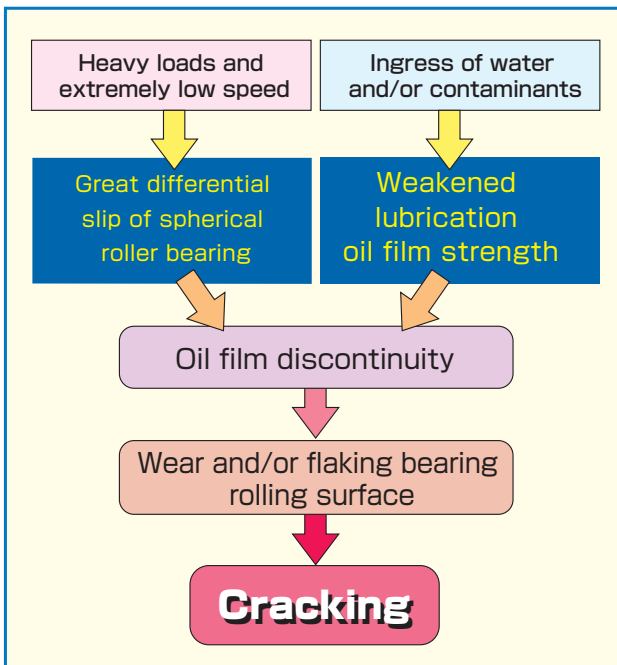 Heavy loads and
extremely low speed
Ingress of water
and/or contaminants
Great differential
slip of spherical
roller bearing
Weakened
lubrication
oil film strength
Oil film discontinuity
Wear and/or flaking bearing
rolling surface
Cracking